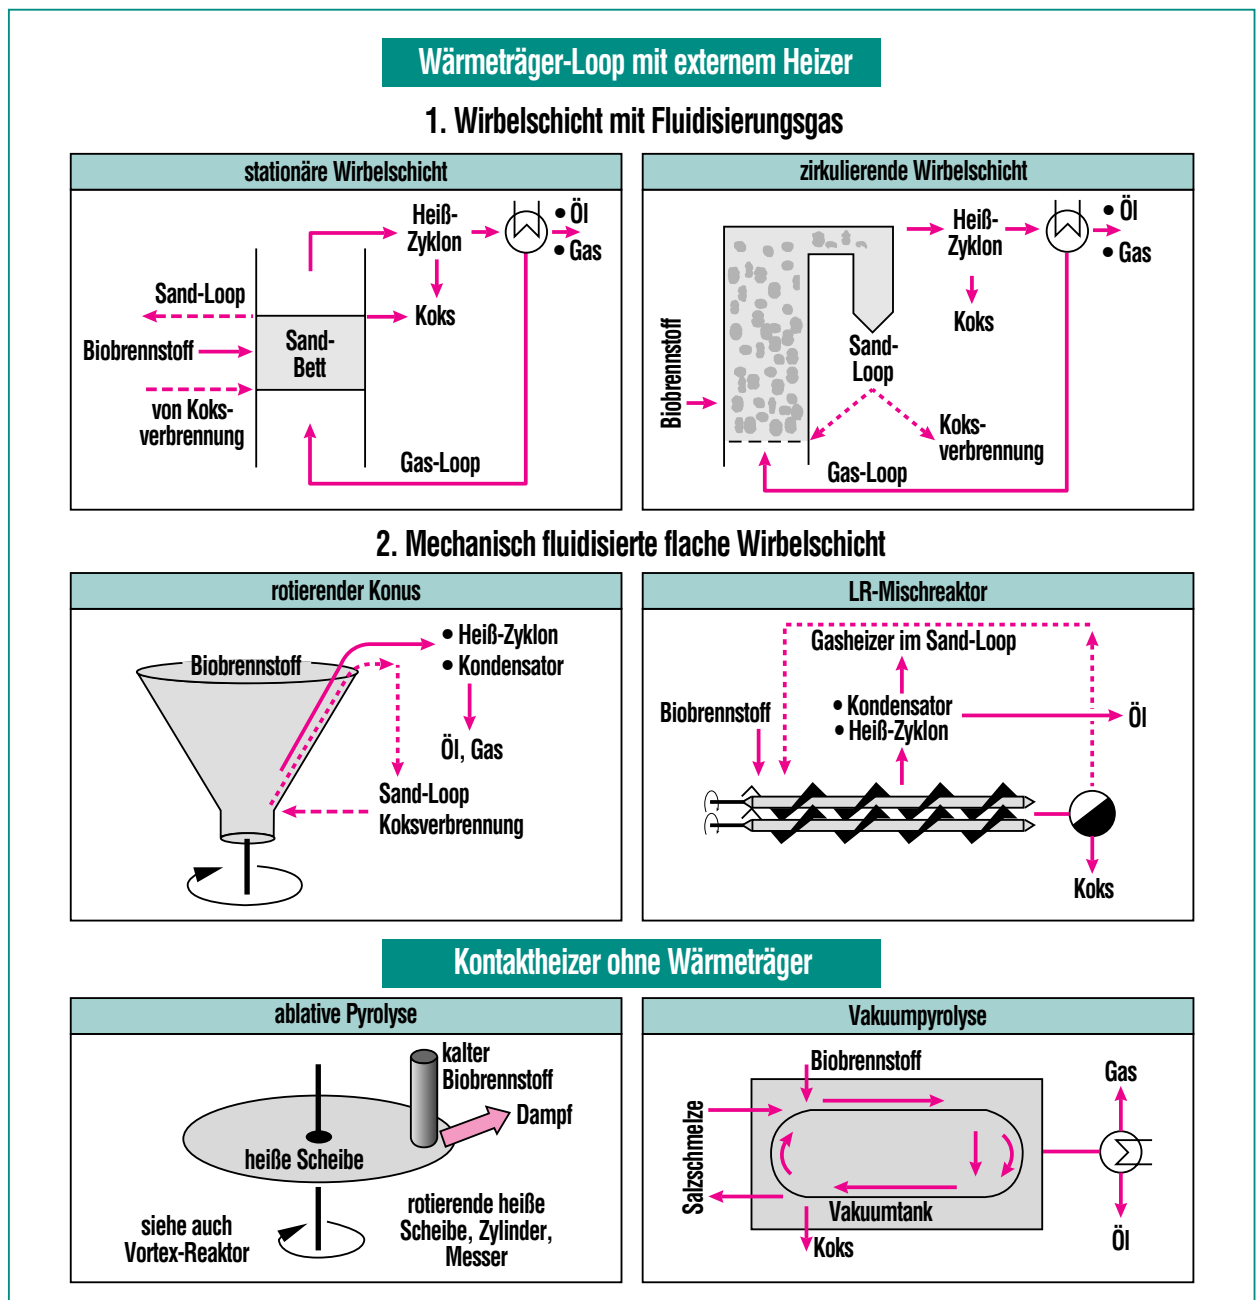 Wärmeträger-Loop mit externem Heizer
1. Wirbelschicht mit Fluidisierungsgas
stationäre Wirbelschicht
Heiß-
Zyklon
• Öl
• Gas
Sand-Loop
Koks
Biobrennstoff
Sand-
Bett
von Koks-
verbrennung
Gas-Loop
zirkulierende Wirbelschicht
Heiß-
Zyklon
• Öl
• Gas
Koks
Biobrennstoff
Sand-
Loop
Koks-
verbrennung
Gas-Loop
2. Mechanisch fluidisierte flache Wirbelschicht
rotierender Konus
Biobrennstoff
• Heiß-Zyklon
• Kondensator
Öl, Gas
Sand-Loop
Koksverbrennung
LR-Mischreaktor
Gasheizer im Sand-Loop
Biobrennstoff
• Kondensator
• Heiß-Zyklon
Öl
Koks
Kontaktheizer ohne Wärmeträger
ablative Pyrolyse
kalter
Biobrennstoff
Dampf
heiße Scheibe
siehe auch
Vortex-Reaktor
rotierende heiße
Scheibe, Zylinder,
Messer
Vakuumpyrolyse
Biobrennstoff
Gas
Salzschmelze
Vakuumtank
Koks
Öl